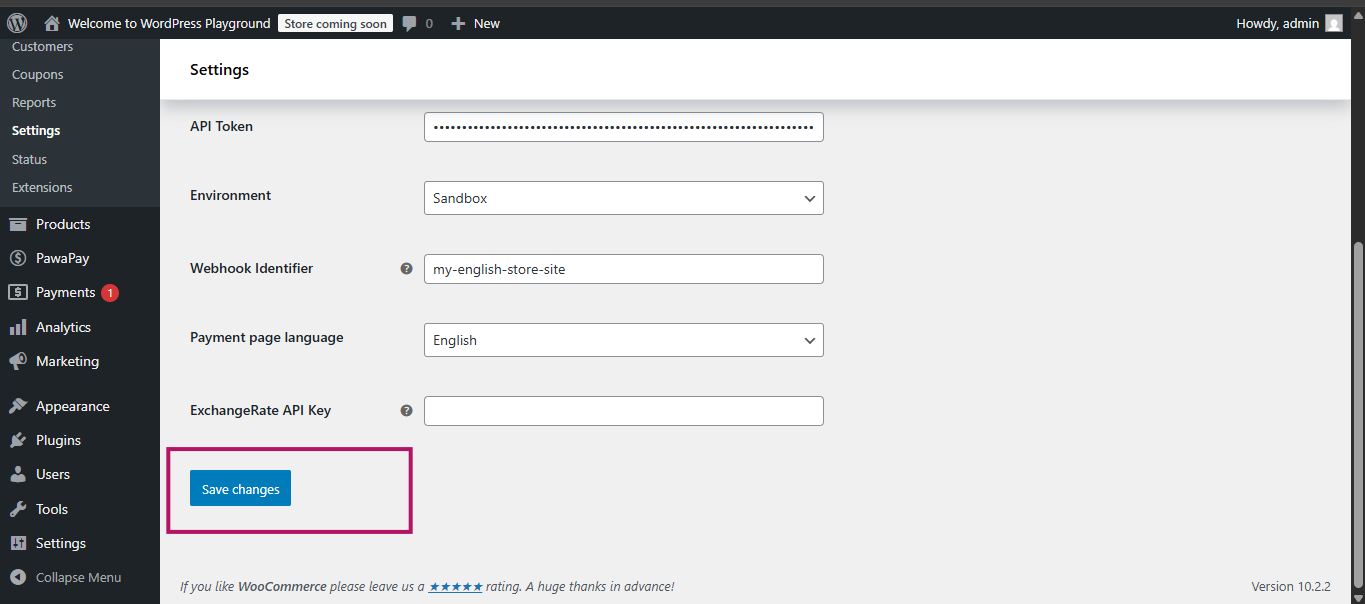 Welcome to WordPress Playground Store coming soon 0 New Howdy, admin
Customers
Coupons
Reports
Settings
Status
Extensions
Products
PawaPay
Payments 1
Analytics
Marketing
Appearance
Plugins
Users
Tools
Settings
Collapse Menu
Settings
API Token
Environment Sandbox
Webhook Identifier ? my-english-store-site
Payment page language English
ExchangeRate API Key ?
Save changes
If you like WooCommerce please leave us a ★★★★★ rating. A huge thanks in advance! Version 10.2.2